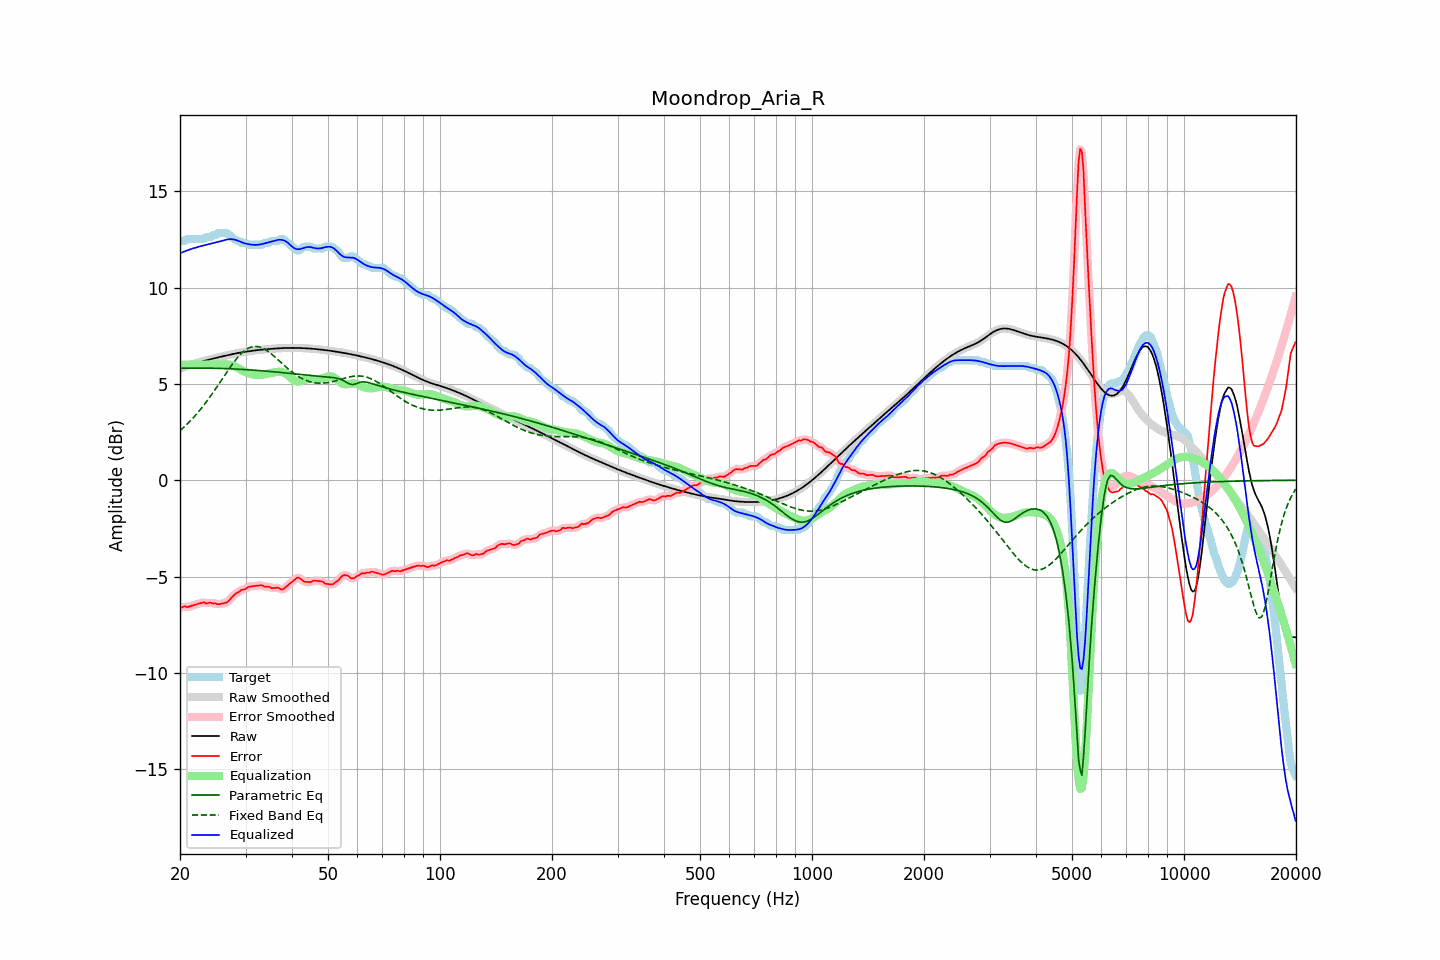 Moondrop_Aria_R
Amplitude (dBr)
15
10
5
0
−5
−10
−15
Target
Raw Smoothed
Error Smoothed
Raw
Error
Equalization
Parametric Eq
Fixed Band Eq
Equalized
20 50 100 200 500 1000 2000 5000 10000 20000
Frequency (Hz)